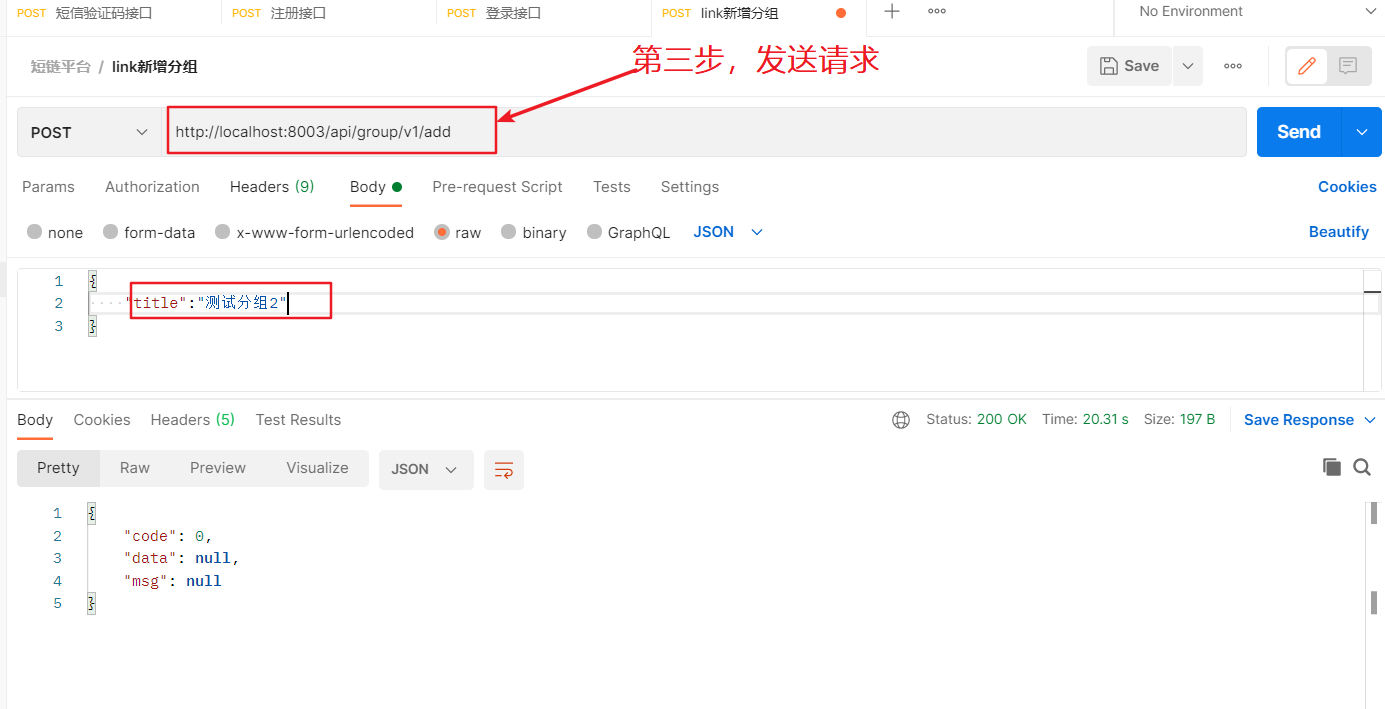 POST 短信验证码接口 POST 注册接口 POST 登录接口 POST link新增分组 No Environment
第三步，发送请求
短链平台 / link新增分组 Save
POST http://localhost:8003/api/group/v1/add Send
Params Authorization Headers (9) Body Pre-request Script Tests Settings Cookies
none form-data x-www-form-urlencoded raw binary GraphQL JSON Beautify
1 {
2 "title":"测试分组2"
3 }
Body Cookies Headers (5) Test Results Status: 200 OK Time: 20.31 s Size: 197 B Save Response
Pretty Raw Preview Visualize JSON
1 {
2 "code": 0,
3 "data": null,
4 "msg": null
5 }